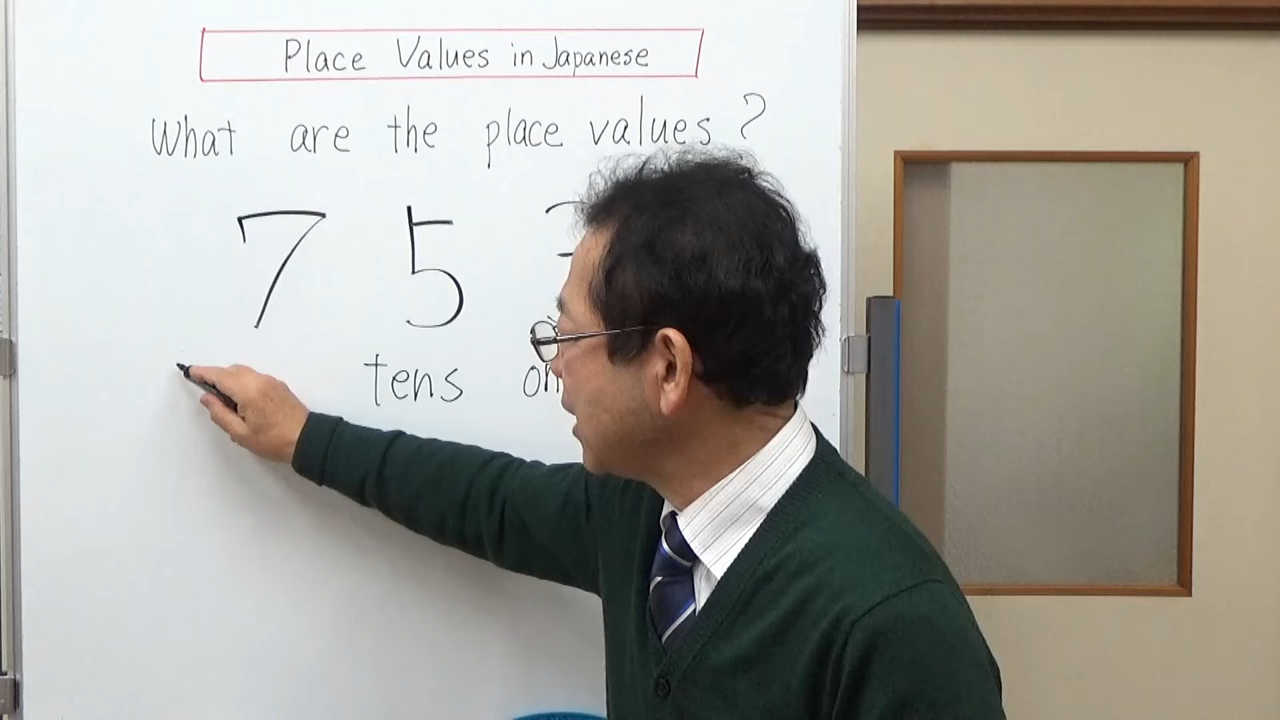 Place Values in Japanese
What are the place values ?
7 5
tens